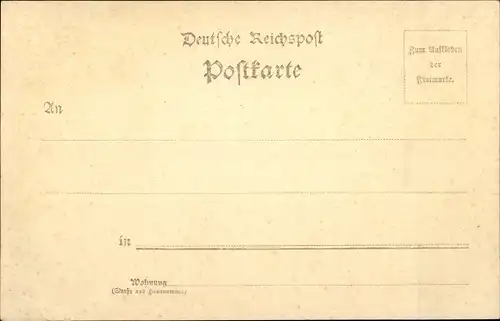 Deutsche Reichspost
Postkarte
Zum Aufkleben
der
Freimarke.
An
in
Wohnung
(Straße und Hausnummer)